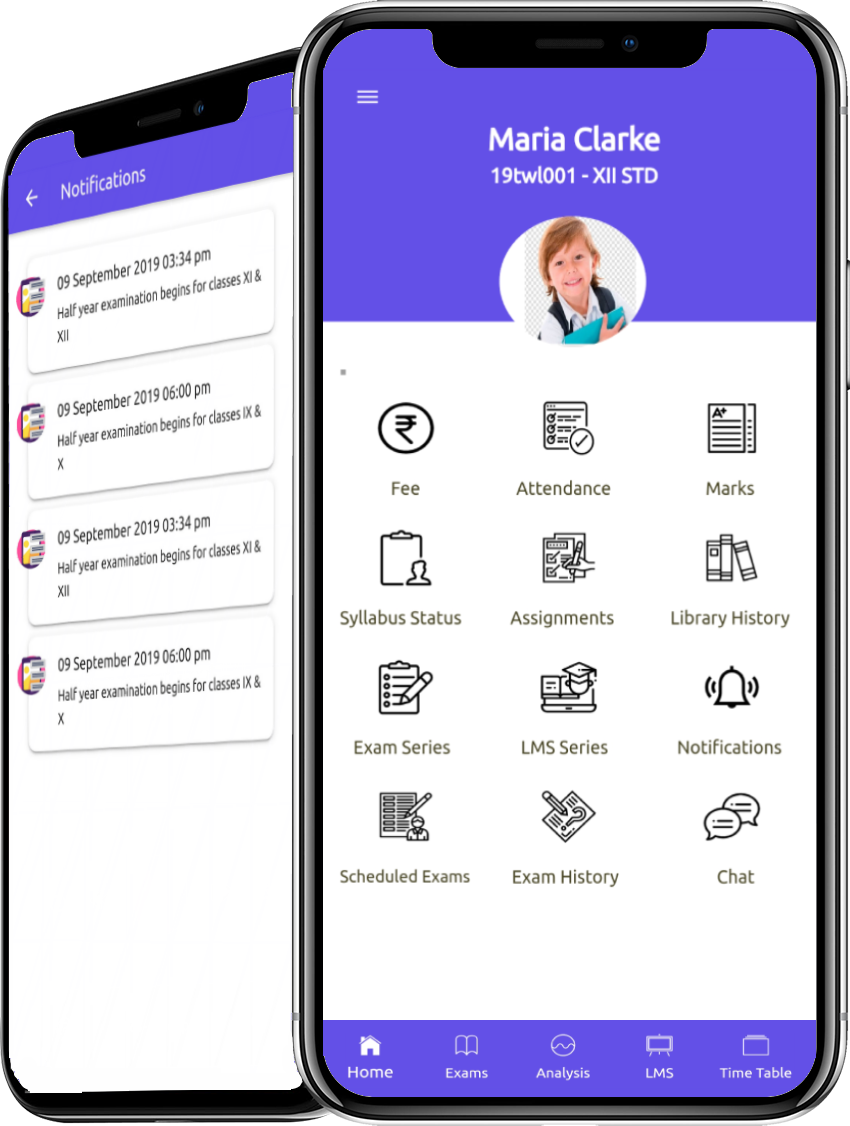 Notifications
09 September 2019 03:34 pm
Half year examination begins for classes XI &
XII
09 September 2019 06:00 pm
Half year examination begins for classes IX &
X
09 September 2019 03:34 pm
Half year examination begins for classes XI &
XII
09 September 2019 06:00 pm
Half year examination begins for classes IX &
X
Maria Clarke
19twl001 - XII STD
₹
A+
Fee
Attendance
Marks
Syllabus Status
Assignments
Library History
Exam Series
LMS Series
Notifications
Scheduled Exams
Exam History
Chat
Home
Exams
Analysis
LMS
Time Table